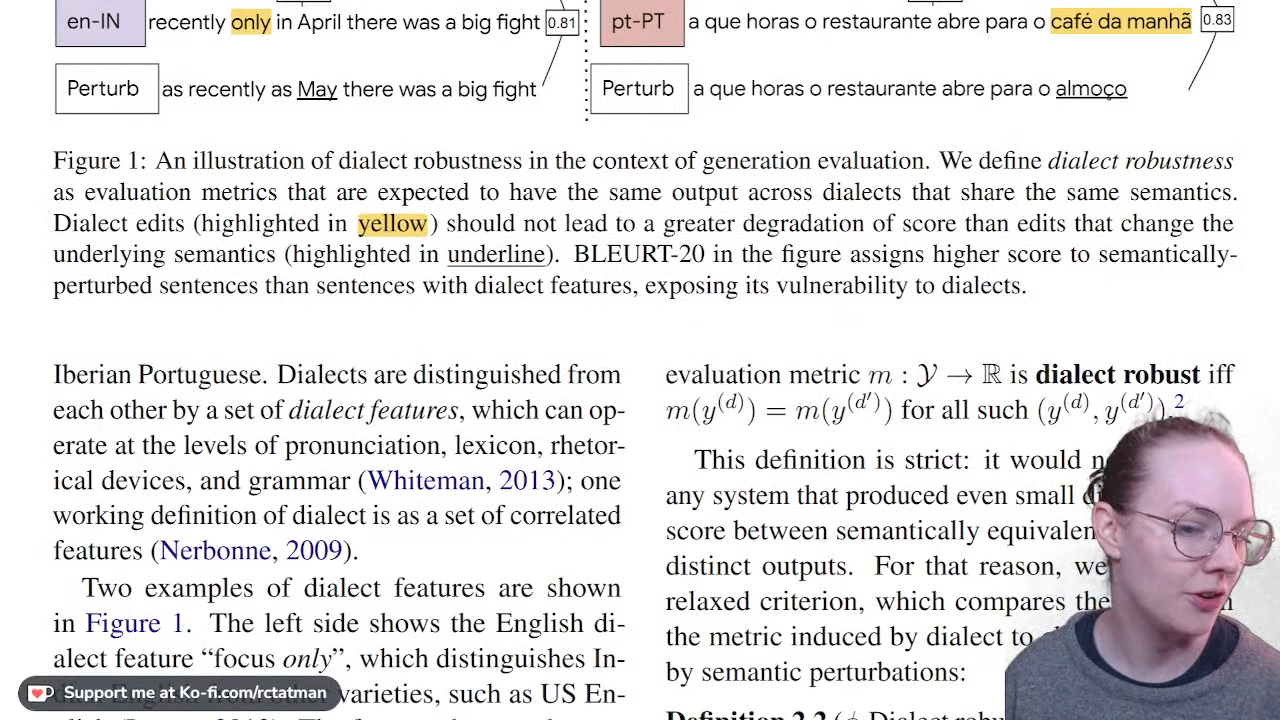 en-IN recently only in April there was a big fight 0.81
Perturb as recently as May there was a big fight
pt-PT a que horas o restaurante abre para o café da manhã 0.83
Perturb a que horas o restaurante abre para o almoço
Figure 1: An illustration of dialect robustness in the context of generation evaluation. We define dialect robustness
as evaluation metrics that are expected to have the same output across dialects that share the same semantics.
Dialect edits (highlighted in yellow) should not lead to a greater degradation of score than edits that change the
underlying semantics (highlighted in underline). BLEURT-20 in the figure assigns higher score to semantically-
perturbed sentences than sentences with dialect features, exposing its vulnerability to dialects.
Iberian Portuguese. Dialects are distinguished from
each other by a set of dialect features, which can op-
erate at the levels of pronunciation, lexicon, rhetor-
ical devices, and grammar (Whiteman, 2013); one
working definition of dialect is as a set of correlated
features (Nerbonne, 2009).
Two examples of dialect features are shown
in Figure 1. The left side shows the English di-
alect feature “focus only”, which distinguishes In-
varieties, such as US En-
evaluation metric m : 𝒴 → ℝ is dialect robust iff
m(y^(d)) = m(y^(d′)) for all such (y^(d), y^(d′)).2
This definition is strict: it would
any system that produced even small
score between semantically
distinct outputs. For that reason, we
relaxed criterion, which compares the
the metric induced by dialect to
by semantic perturbations:
Definition 2.2
Support me at Ko-fi.com/rctatman